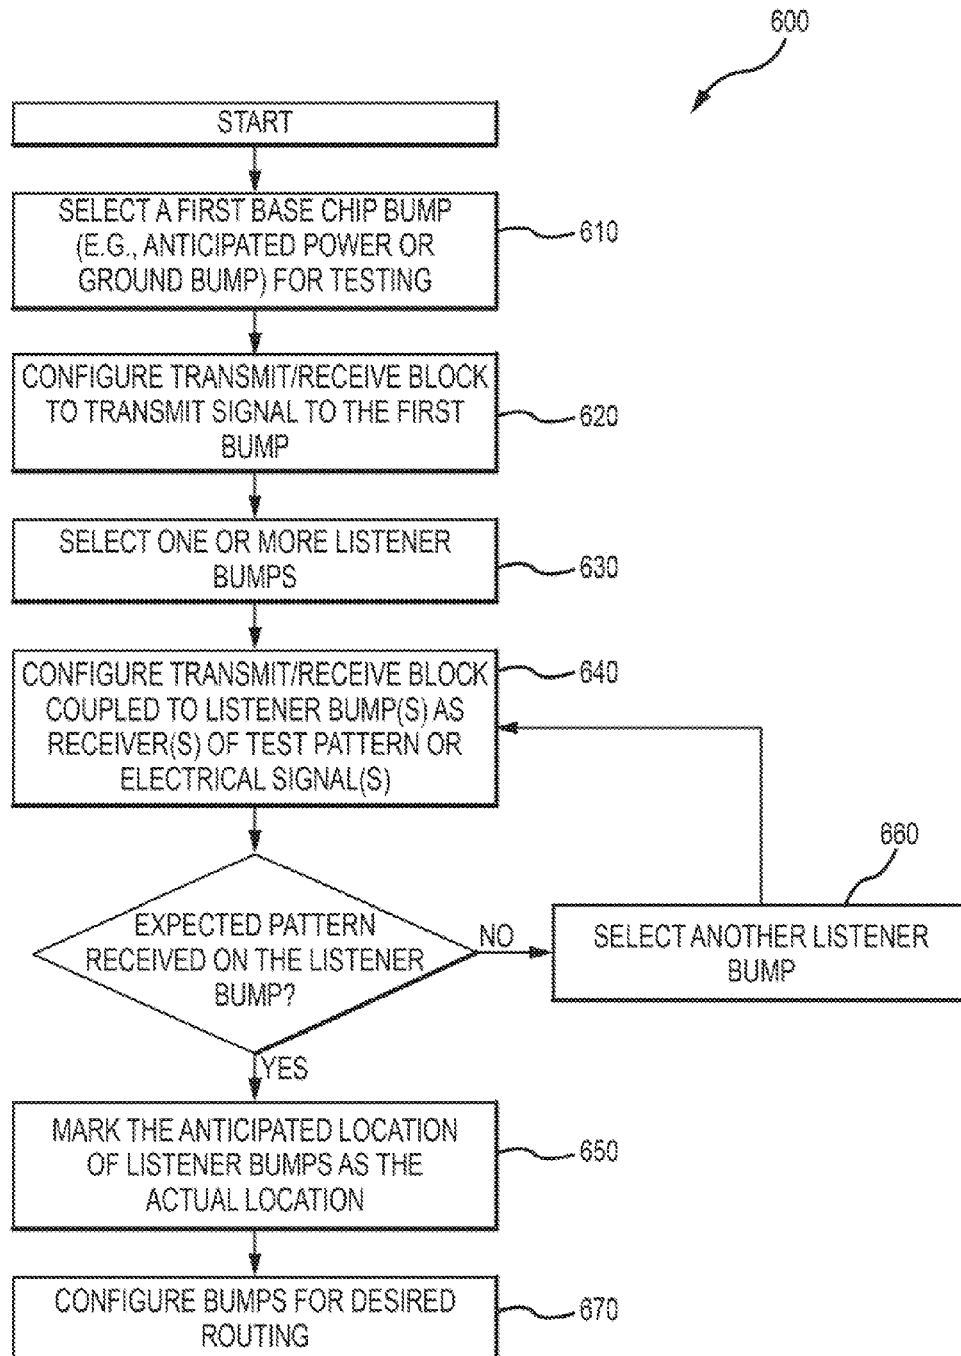 600
START
SELECT A FIRST BASE CHIP BUMP
(E.G., ANTICIPATED POWER OR
GROUND BUMP) FOR TESTING
610
CONFIGURE TRANSMIT/RECEIVE BLOCK
TO TRANSMIT SIGNAL TO THE FIRST
BUMP
620
SELECT ONE OR MORE LISTENER
BUMPS
630
CONFIGURE TRANSMIT/RECEIVE BLOCK
COUPLED TO LISTENER BUMP(S) AS
RECEIVER(S) OF TEST PATTERN OR
ELECTRICAL SIGNAL(S)
640
EXPECTED PATTERN
RECEIVED ON THE LISTENER
BUMP?
NO
660
SELECT ANOTHER LISTENER
BUMP
YES
MARK THE ANTICIPATED LOCATION
OF LISTENER BUMPS AS THE
ACTUAL LOCATION
650
CONFIGURE BUMPS FOR DESIRED
ROUTING
670